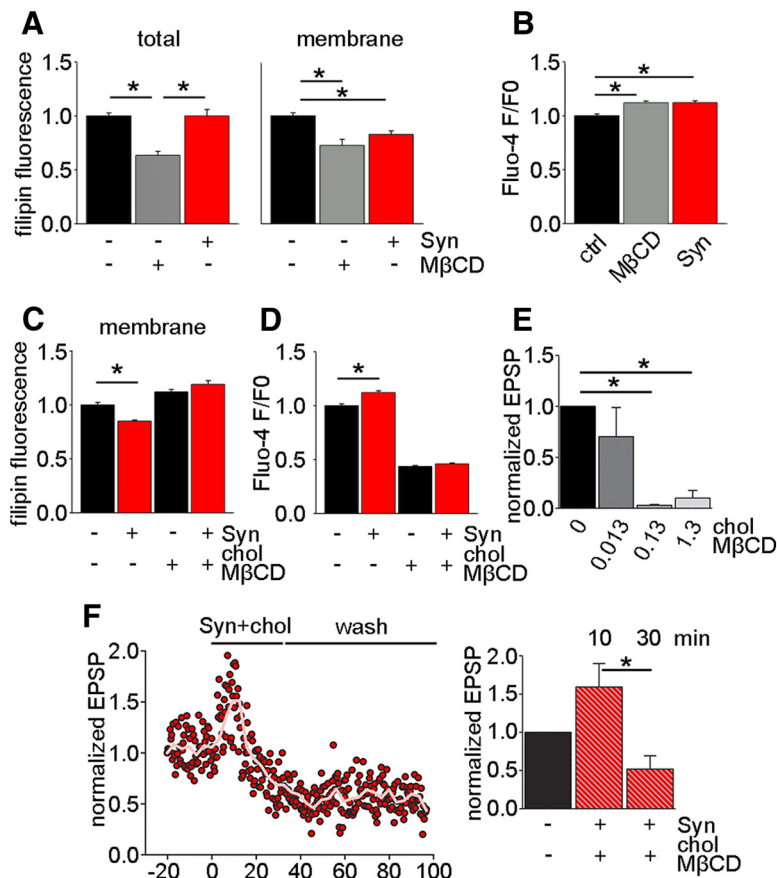 A
total
membrane
filipin fluorescence
1.5
1.0
0.5
0.0
*
*
*
*
- - + - - + Syn
- + - - + - MβCD
B
Fluo-4 F/F0
1.5
1.0
0.5
0.0
*
*
ctrl
MβCD
Syn
C
membrane
filipin fluorescence
1.5
1.0
0.5
0.0
*
- + - + Syn
chol
- - + + MβCD
D
Fluo-4 F/F0
1.5
1.0
0.5
0.0
*
- + - + Syn
chol
- - + + MβCD
E
normalized EPSP
1.5
1.0
0.5
0.0
*
*
0
0.013
0.13
1.3
chol
MβCD
F
Syn+chol
wash
normalized EPSP
2.0
1.5
1.0
0.5
0.0
-20 0 20 40 60 80 100
10 30 min
*
normalized EPSP
2.0
1.5
1.0
0.5
0.0
- + + Syn
chol
- + + MβCD